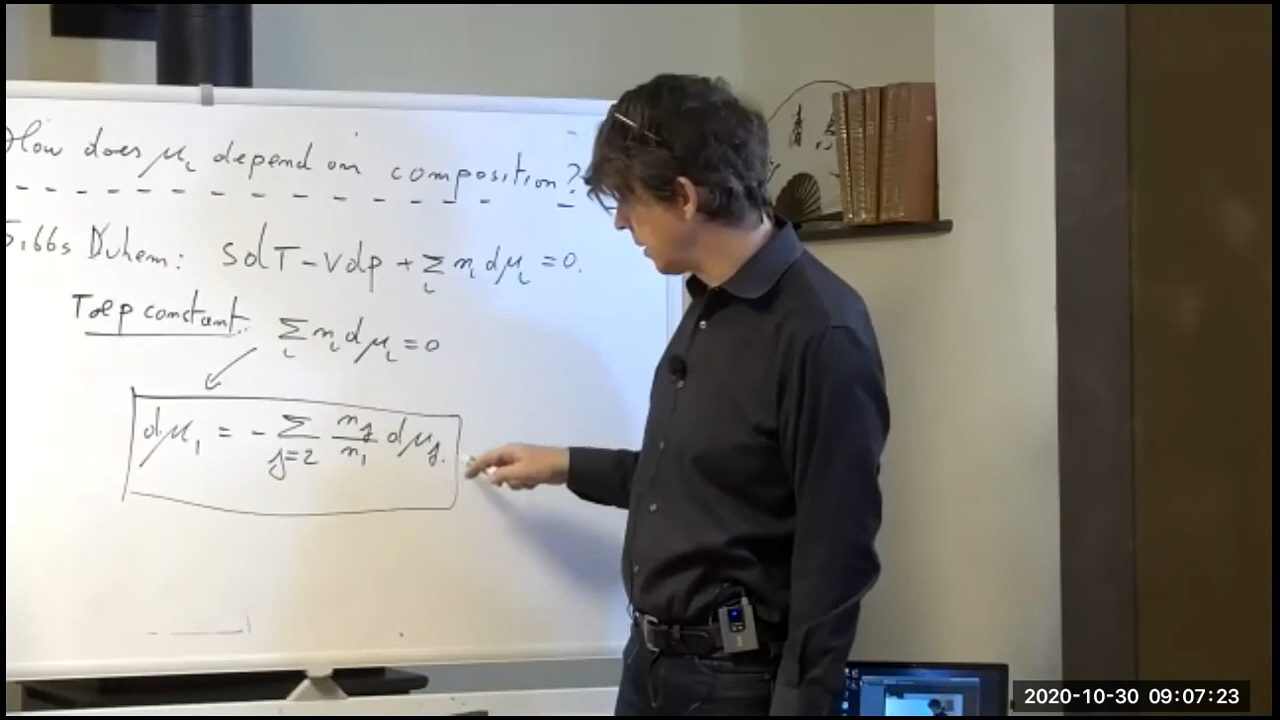 How does μi depend on composition?
Gibbs Duhem: SdT - Vdp + Σi ni dμi = 0.
T & p constant. Σi ni dμi = 0
dμ1 = - Σj=2 nj/n1 dμj.
2020-10-30 09:07:23